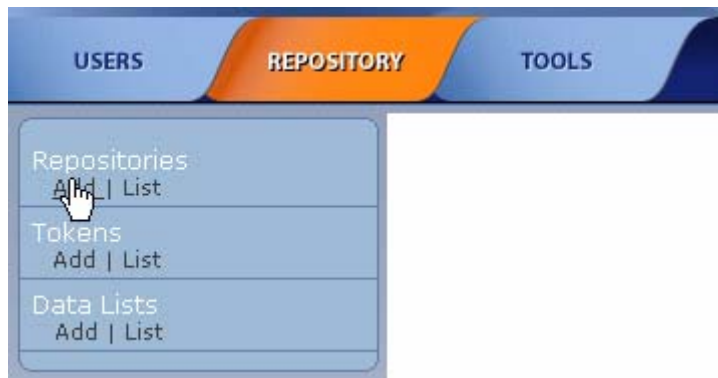 USERS REPOSITORY TOOLS
Repositories
Add | List
Tokens
Add | List
Data Lists
Add | List